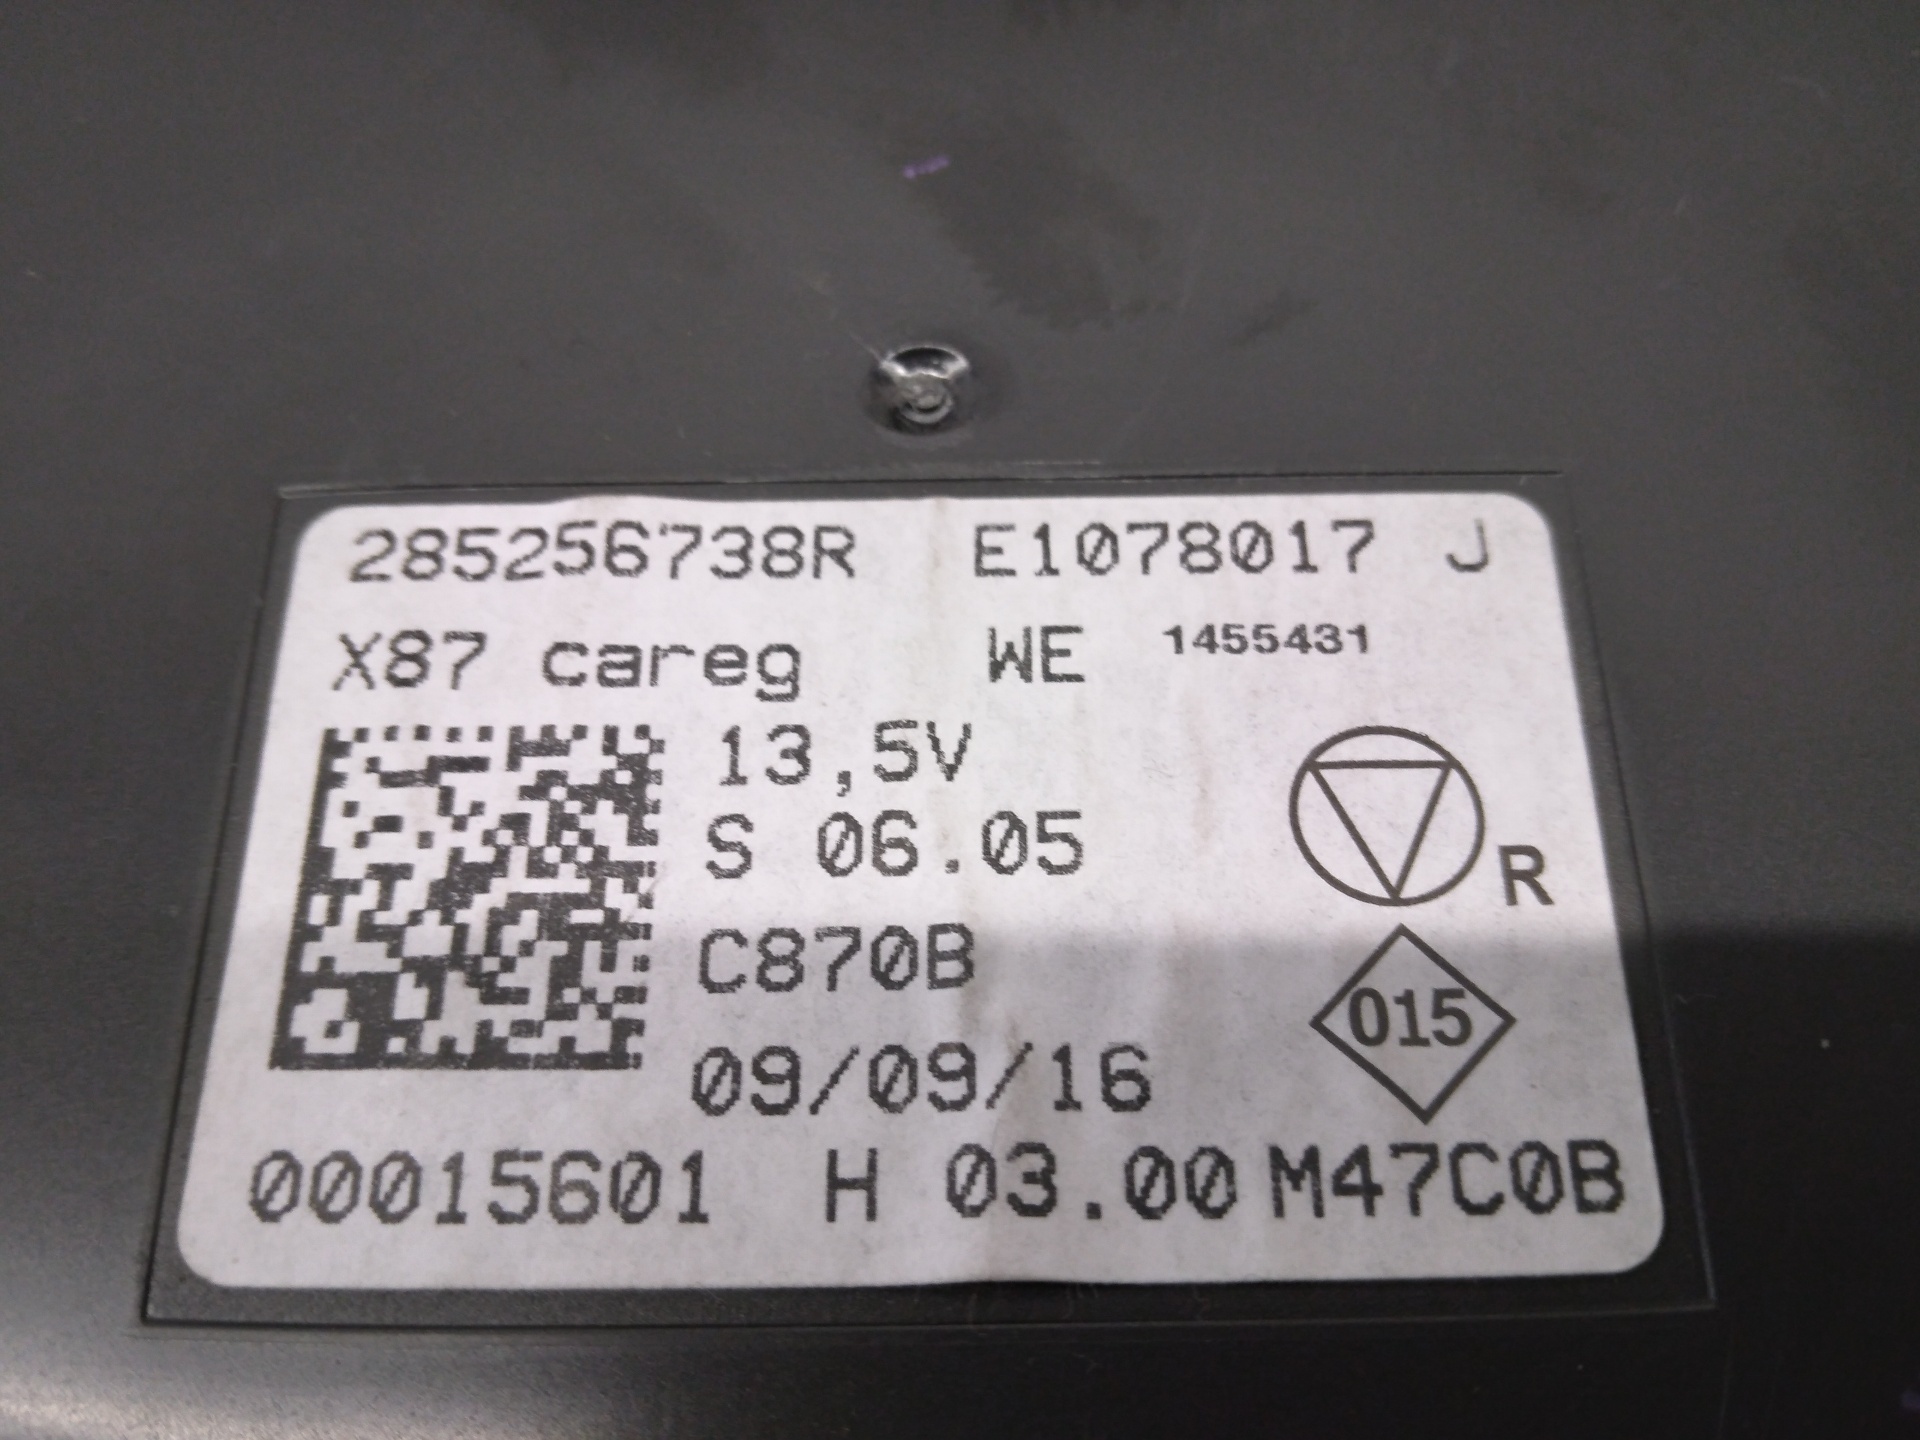 285256738R E1078017 J
X87 careg WE 1455431
13,5V
S 06.05
R
C870B
015
09/09/16
00015601 H 03.00 M47C0B